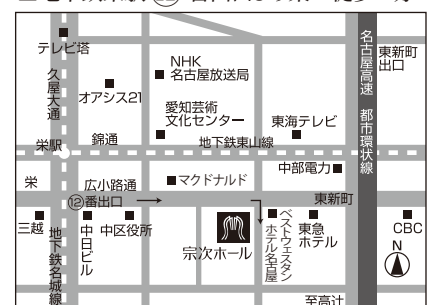 テレビ塔
久屋大通
オアシス21
NHK
名古屋放送局
愛知芸術
文化センター
名古屋高速 都市環状線
東新町
出口
東海テレビ
錦通
地下鉄東山線
栄駅
中部電力
栄
広小路通
マクドナルド
東新町
⑫番出口 →
三越
地下鉄名城線
中日ビル
中区役所
宗次ホール
ベストウェスタン
ホテル名古屋
東急
ホテル
CBC
N
至高辻